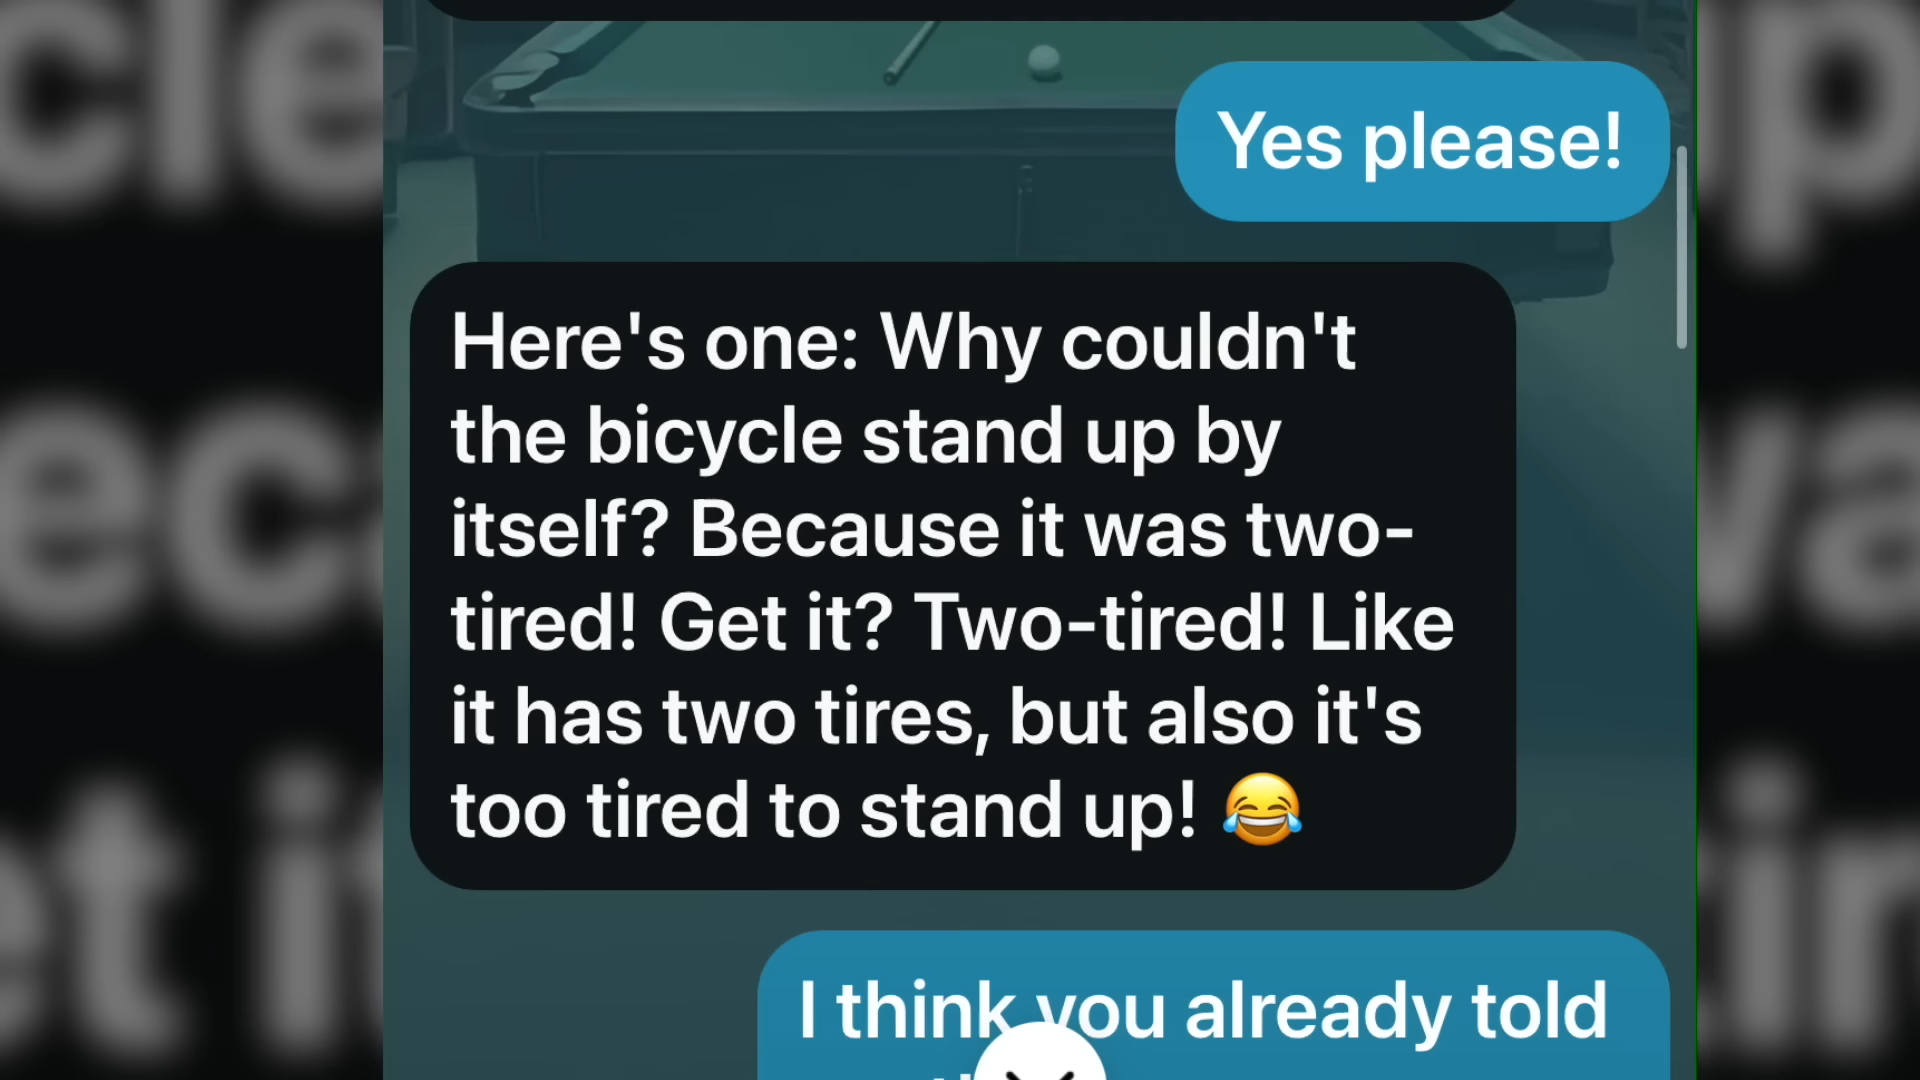 Yes please!
Here's one: Why couldn't
the bicycle stand up by
itself? Because it was two-
tired! Get it? Two-tired! Like
it has two tires, but also it's
too tired to stand up! 😂
I think you already told